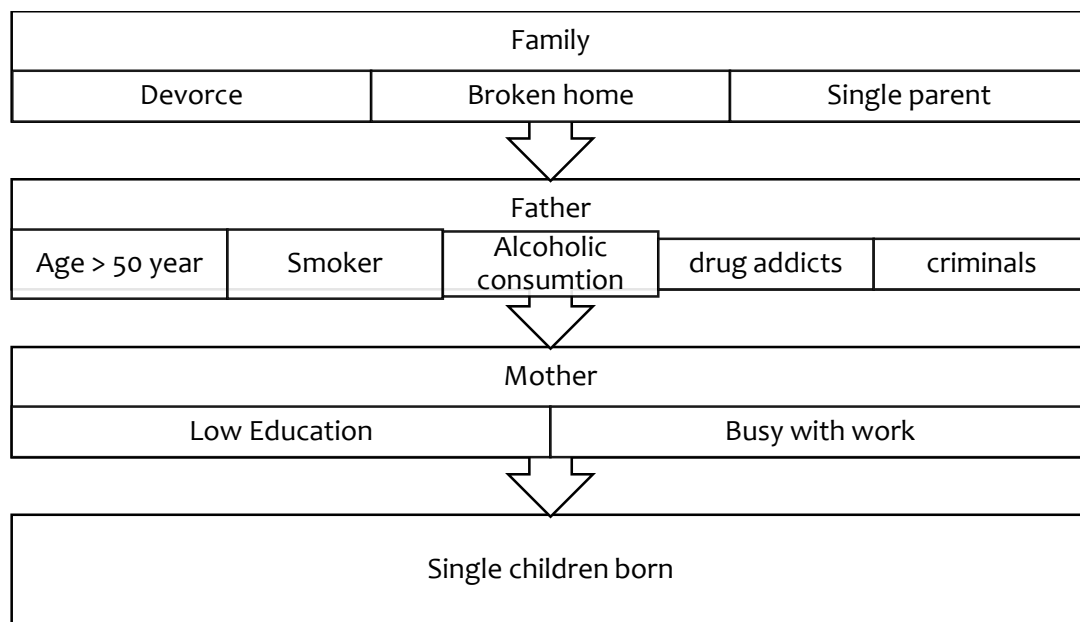 Family
Devorce
Broken home
Single parent
Father
Age > 50 year
Smoker
Alcoholic
consumtion
drug addicts
criminals
Mother
Low Education
Busy with work
Single children born